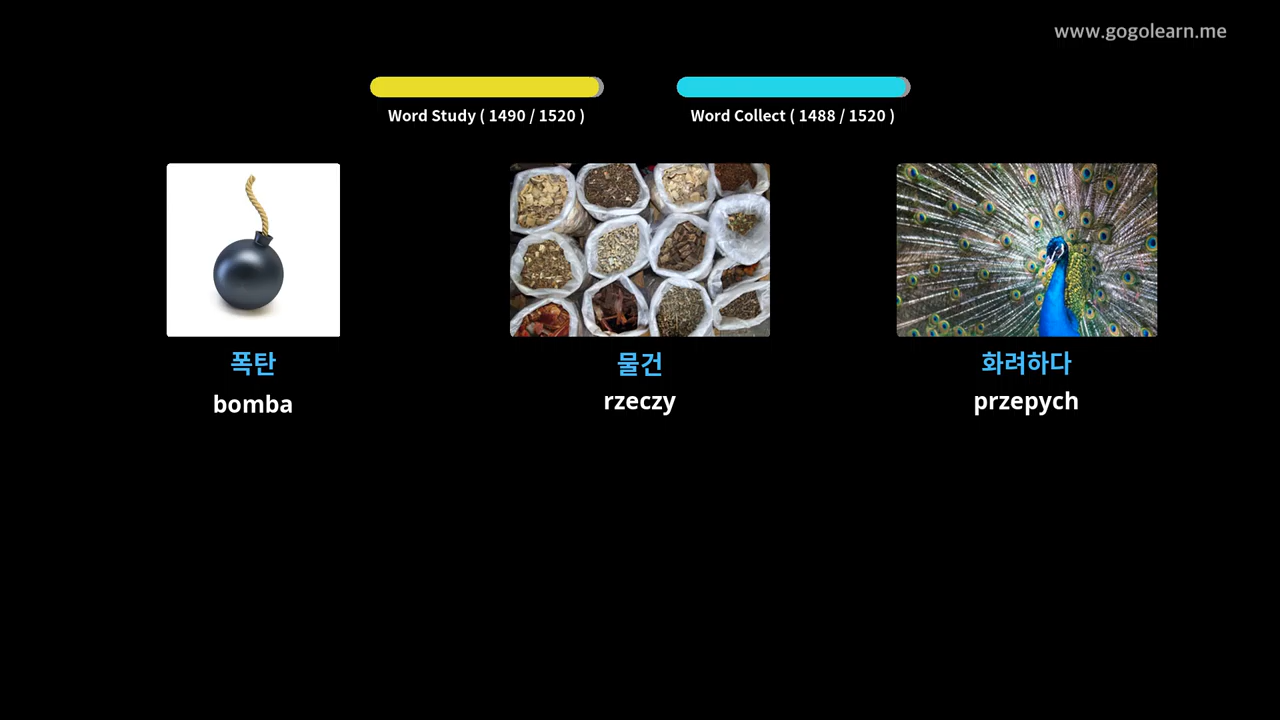 www.gogolearn.me
Word Study ( 1490 / 1520 )
Word Collect ( 1488 / 1520 )
폭탄
물건
화려하다
bomba
rzeczy
przepych